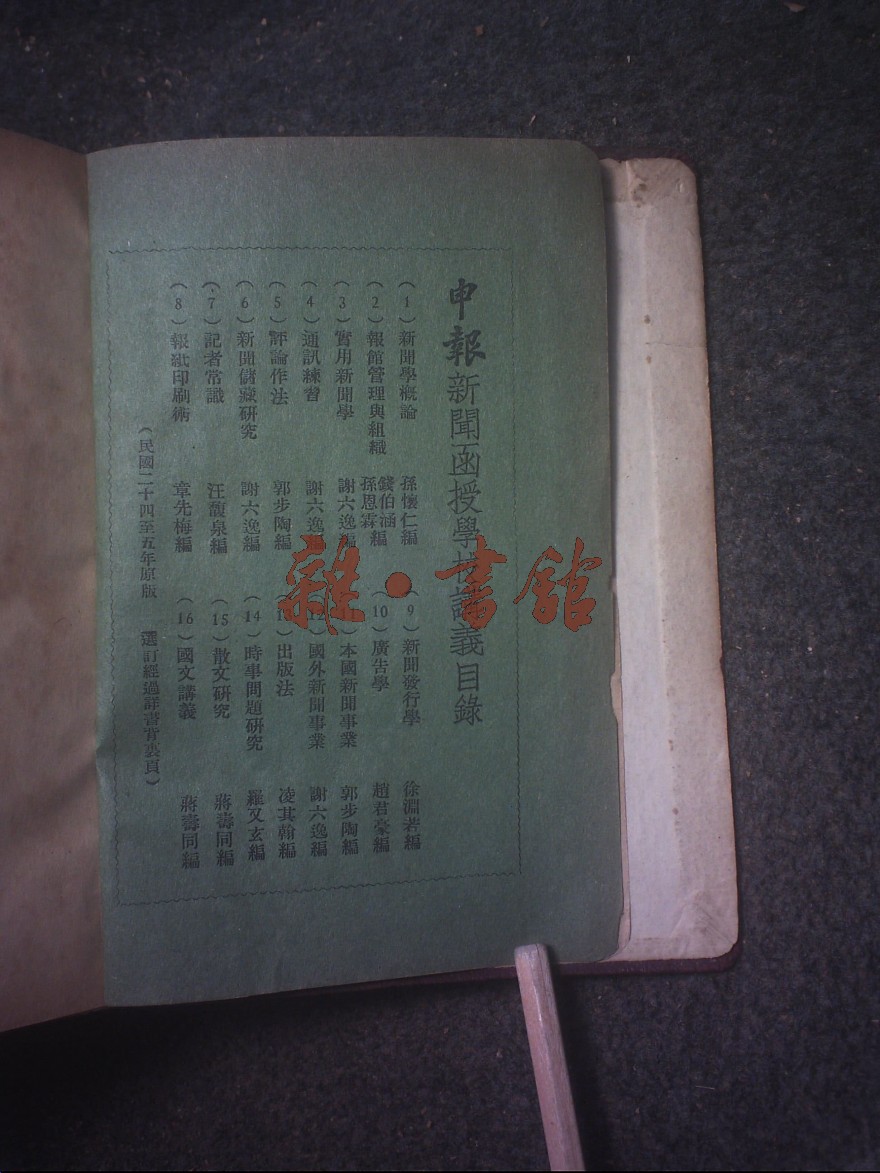 申報新聞函授學校講義目錄
(1)新聞學概論 孫懷仁編
(2)報館管理與組織 錢伯涵 孫恩霖編
(3)實用新聞學 謝六逸編
(4)通訊練習 謝六逸編
(5)評論作法 郭步陶編
(6)新聞儲藏研究 謝六逸編
(7)記者常識 汪馥泉編
(8)報紙印刷術 章先梅編
(9)新聞發行學 徐淵若編
(10)廣告學 趙君豪編
(11)本國新聞事業 郭步陶編
(12)國外新聞事業 謝六逸編
(13)出版法 凌其翰編
(14)時事問題研究 羅又玄編
(15)散文研究 蔣壽同編
(16)國文講義 蔣壽同編
(民國二十四至五年原版 選訂經過詳書背裏頁)
雜·書館